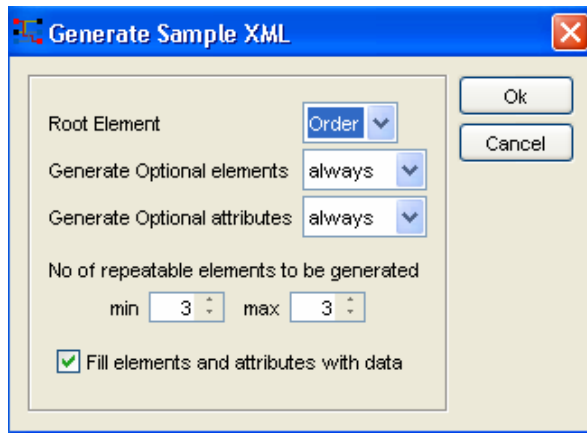 Generate Sample XML
Ok
Root Element Order
Cancel
Generate Optional elements always
Generate Optional attributes always
No of repeatable elements to be generated
min 3 max 3
Fill elements and attributes with data